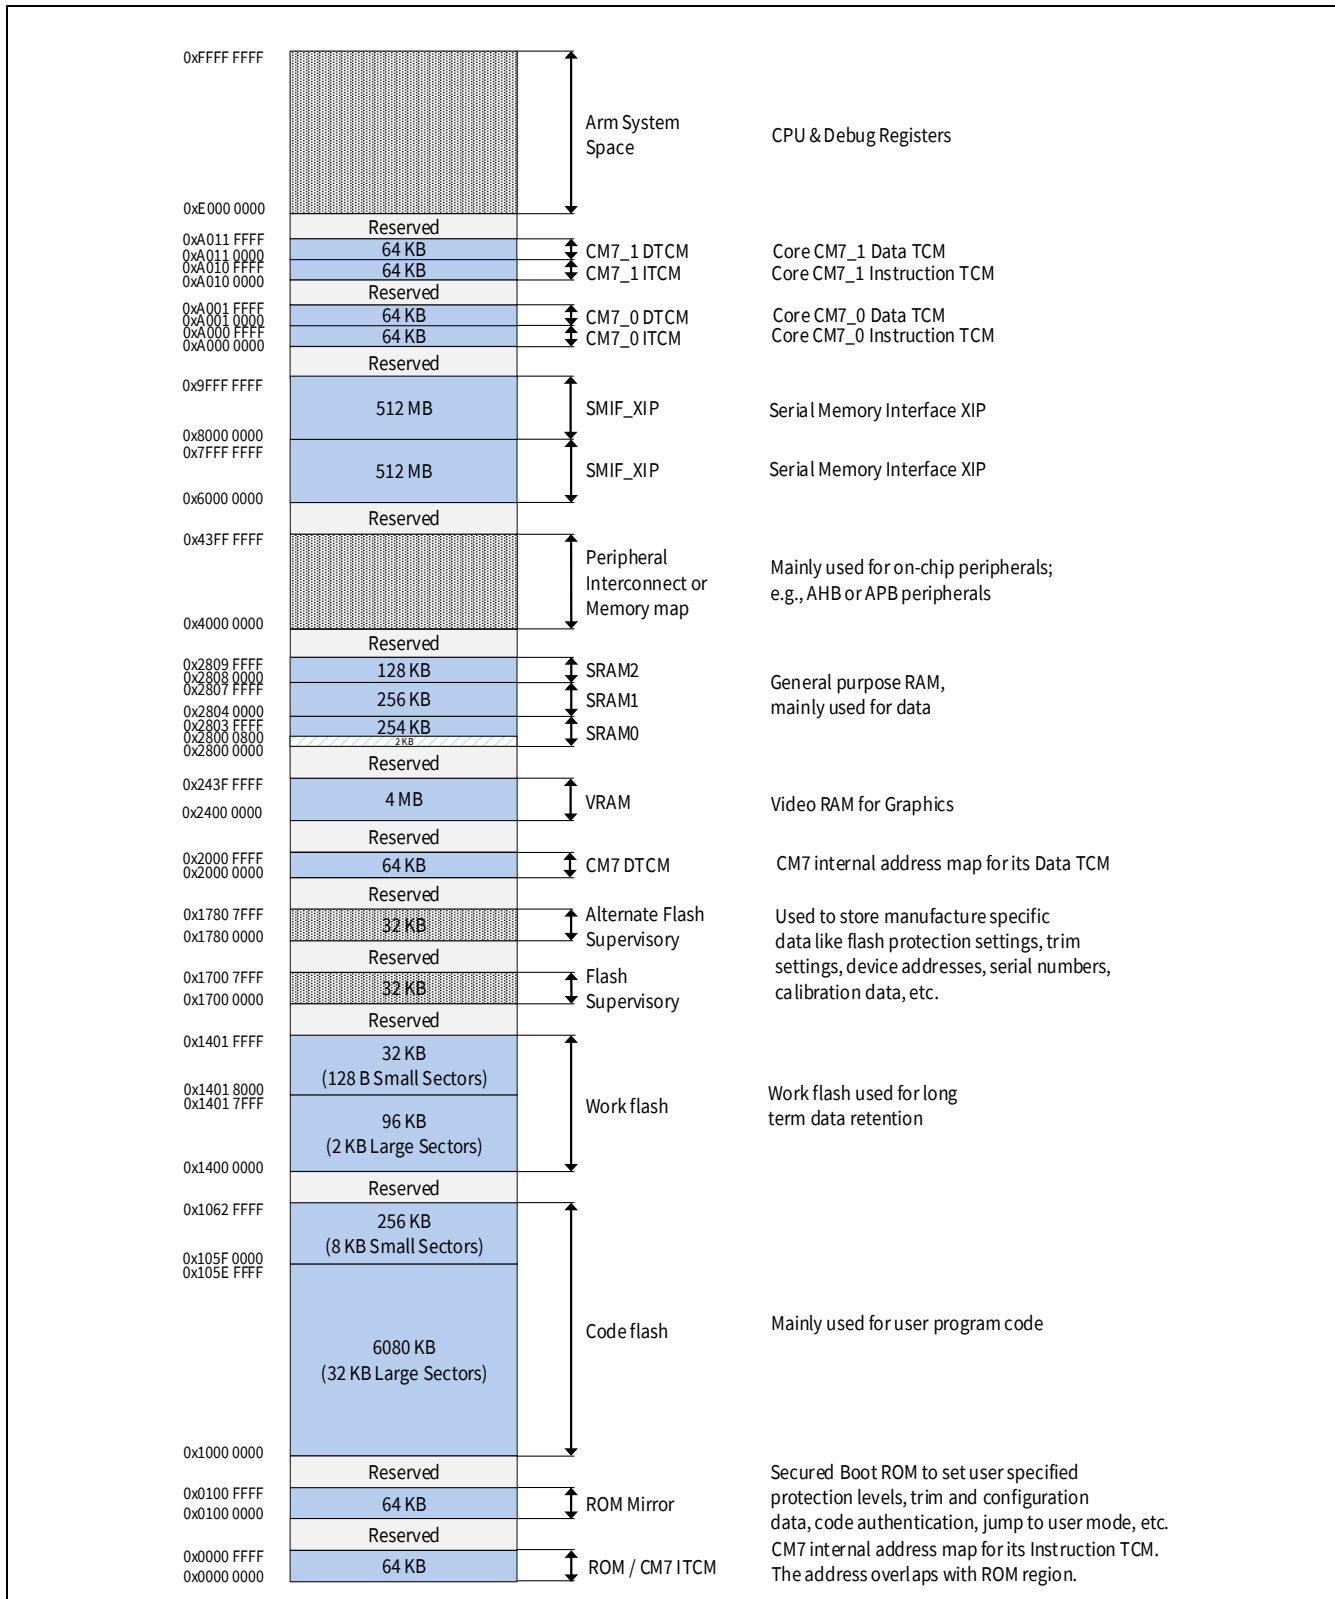 0xFFFF FFFF
Arm System
Space
CPU & Debug Registers
0xE000 0000
Reserved
0xA011 FFFF
64 KB
CM7_1 DTCM
Core CM7_1 Data TCM
0xA011 0000
0xA010 FFFF
64 KB
CM7_1 ITCM
Core CM7_1 Instruction TCM
0xA010 0000
Reserved
0xA001 FFFF
64 KB
CM7_0 DTCM
Core CM7_0 Data TCM
0xA001 0000
0xA000 FFFF
64 KB
CM7_0 ITCM
Core CM7_0 Instruction TCM
0xA000 0000
Reserved
0x9FFF FFFF
512 MB
SMIF_XIP
Serial Memory Interface XIP
0x8000 0000
0x7FFF FFFF
512 MB
SMIF_XIP
Serial Memory Interface XIP
0x6000 0000
Reserved
0x43FF FFFF
Peripheral
Interconnect or
Memory map
Mainly used for on-chip peripherals;
e.g., AHB or APB peripherals
0x4000 0000
Reserved
0x2809 FFFF
128 KB
SRAM2
0x2808 0000
0x2807 FFFF
256 KB
SRAM1
General purpose RAM,
mainly used for data
0x2804 0000
0x2803 FFFF
254 KB
SRAM0
0x2800 0800
2 KB
0x2800 0000
Reserved
0x243F FFFF
4 MB
VRAM
Video RAM for Graphics
0x2400 0000
Reserved
0x2000 FFFF
64 KB
CM7 DTCM
CM7 internal address map for its Data TCM
0x2000 0000
Reserved
0x1780 7FFF
32 KB
Alternate Flash
Supervisory
0x1780 0000
Used to store manufacture specific
data like flash protection settings, trim
settings, device addresses, serial numbers,
calibration data, etc.
Reserved
0x1700 7FFF
32 KB
Flash
Supervisory
0x1700 0000
Reserved
0x1401 FFFF
32 KB
(128 B Small Sectors)
0x1401 8000
0x1401 7FFF
Work flash
Work flash used for long
term data retention
96 KB
(2 KB Large Sectors)
0x1400 0000
Reserved
0x1062 FFFF
256 KB
(8 KB Small Sectors)
0x105F 0000
0x105E FFFF
Code flash
Mainly used for user program code
6080 KB
(32 KB Large Sectors)
0x1000 0000
Reserved
0x0100 FFFF
64 KB
ROM Mirror
0x0100 0000
Secured Boot ROM to set user specified
protection levels, trim and configuration
data, code authentication, jump to user mode, etc.
Reserved
0x0000 FFFF
64 KB
ROM / CM7 ITCM
0x0000 0000
CM7 internal address map for its Instruction TCM.
The address overlaps with ROM region.